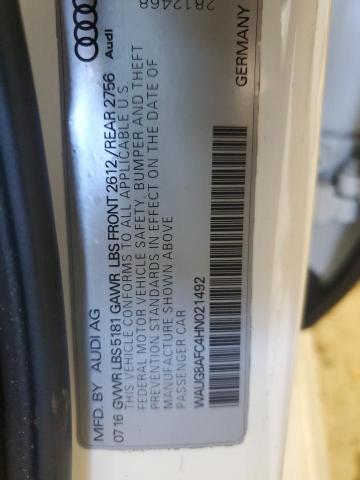 Audi
2812468
MFD. BY AUDI AG
0716 GVWR LBS 5181 GAWR LBS FRONT 2612 /REAR 2756
THIS VEHICLE CONFORMS TO ALL APPLICABLE U.S.
FEDERAL MOTOR VEHICLE SAFETY, BUMPER AND THEFT
PREVENTION STANDARDS IN EFFECT ON THE DATE OF
MANUFACTURE SHOWN ABOVE
PASSENGER CAR
GERMANY
WAUG8AFC4HN021492